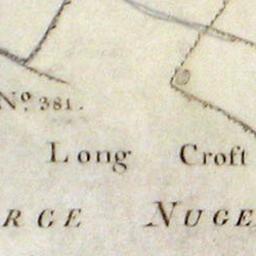 Nº 381.
Long Croft
RGE NUGE